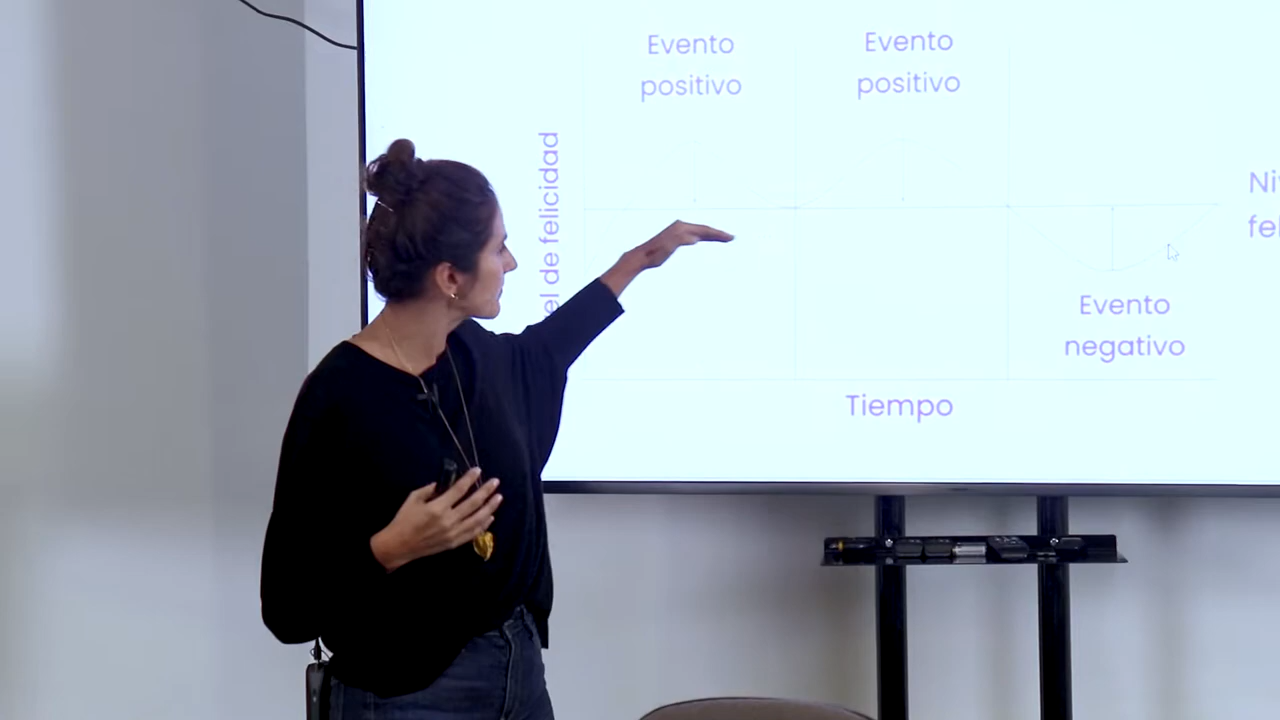 Evento
positivo
Evento
positivo
el de felicidad
Evento
negativo
Tiempo